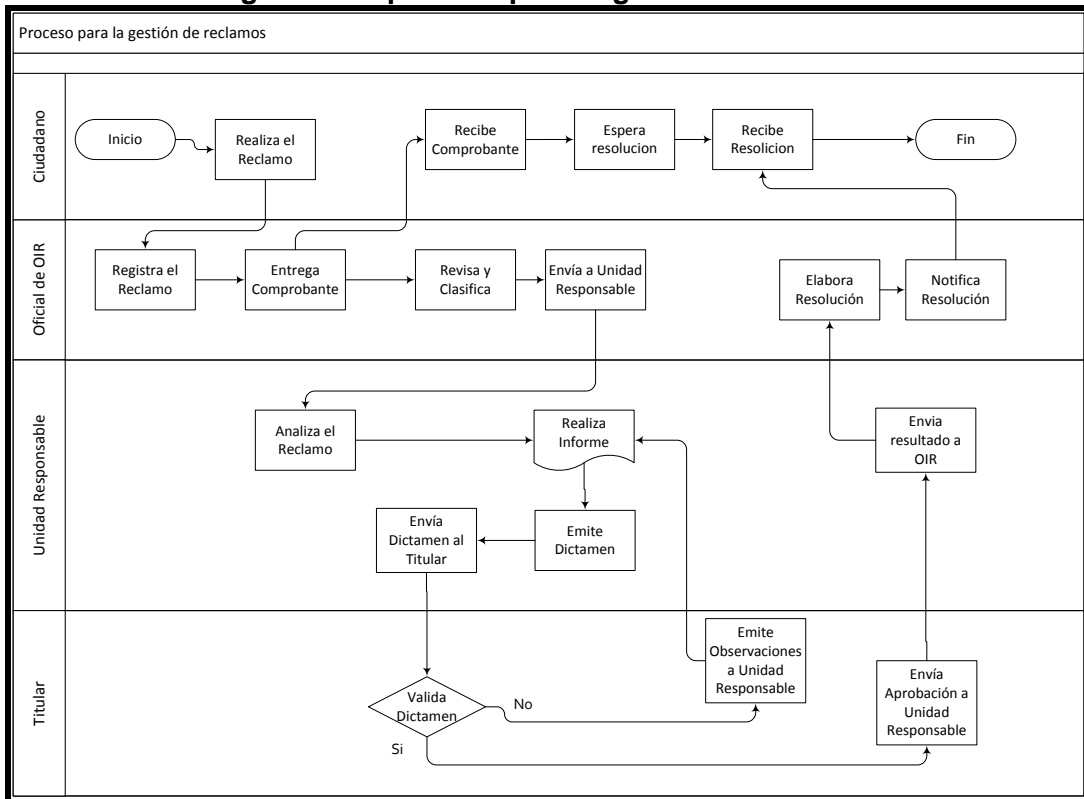 Proceso para la gestión de reclamos
Ciudadano
Inicio
Realiza el
Reclamo
Recibe
Comprobante
Espera
resolucion
Recibe
Resolicion
Fin
Oficial de OIR
Registra el
Reclamo
Entrega
Comprobante
Revisa y
Clasifica
Envía a Unidad
Responsable
Elabora
Resolución
Notifica
Resolución
Unidad Responsable
Analiza el
Reclamo
Realiza
Informe
Envia
resultado a
OIR
Envía
Dictamen al
Titular
Emite
Dictamen
Titular
Valida
Dictamen
No
Si
Emite
Observaciones
a Unidad
Responsable
Envía
Aprobación a
Unidad
Responsable